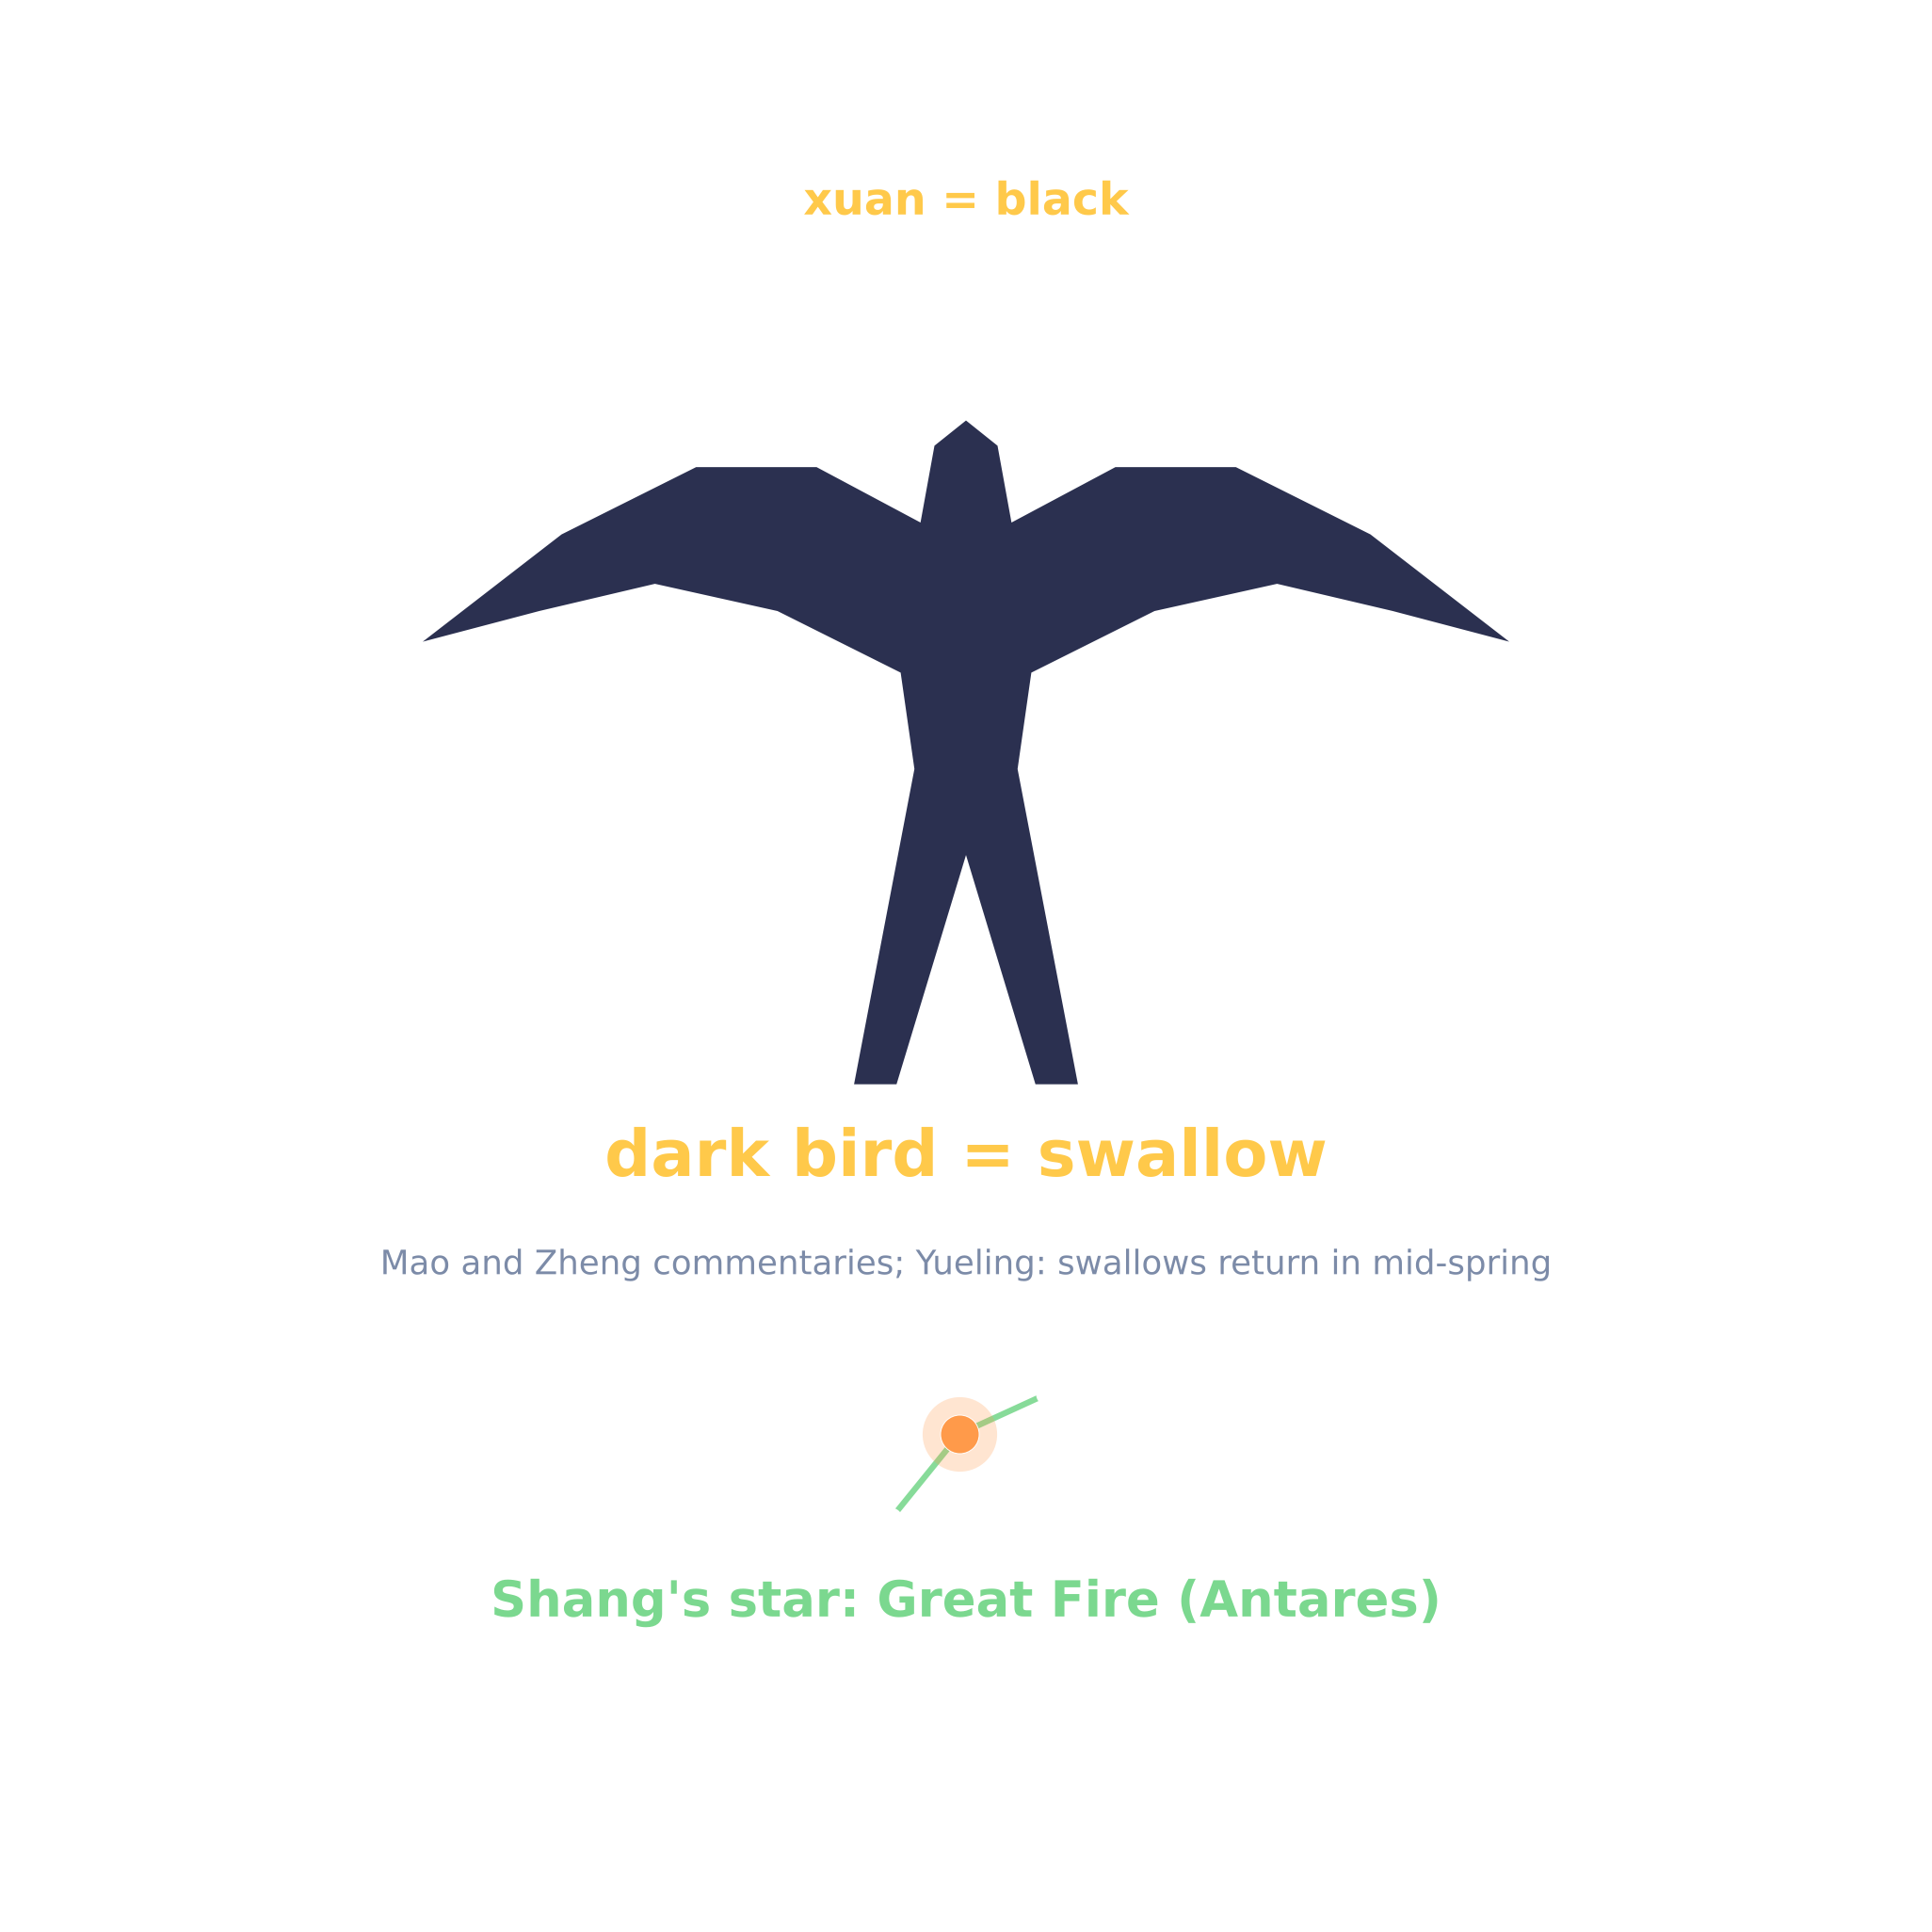 xuan = black
dark bird = swallow
Mao and Zheng commentaries; Yueling: swallows return in mid-spring
Shang's star: Great Fire (Antares)